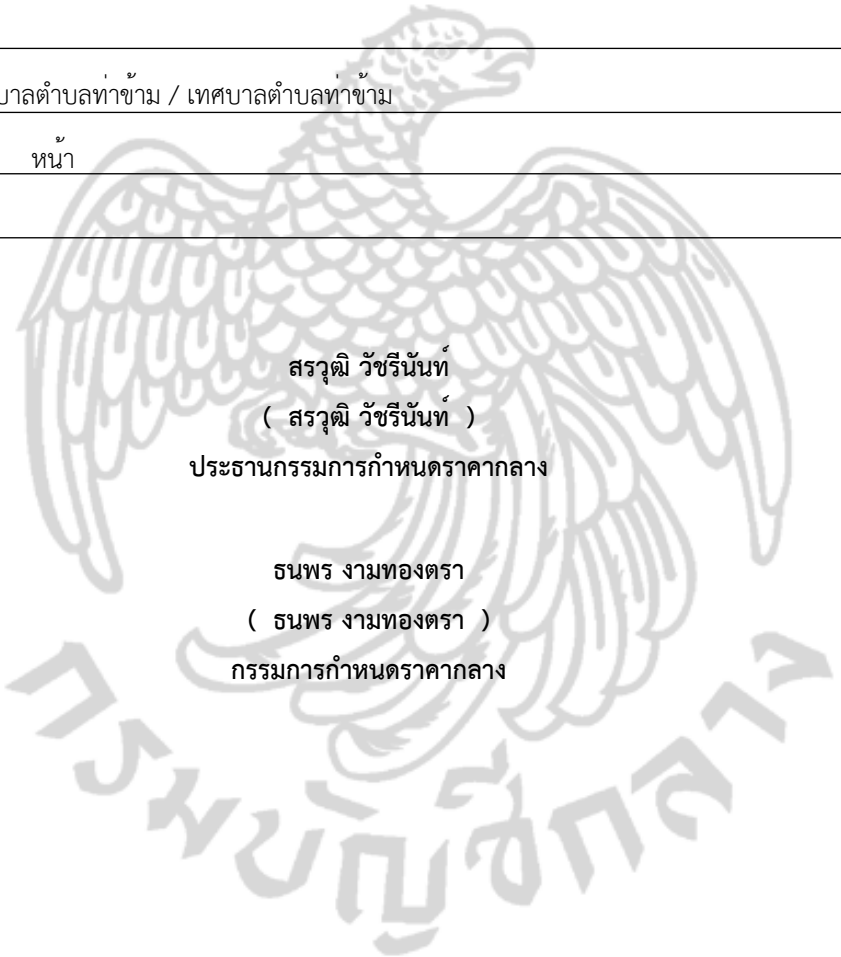 บาลตำบลท่าข้าม / เทศบาลตำบลท่าข้าม
หน้า
สรวุฒิ วัชรีนันท์
( สรวุฒิ วัชรีนันท์ )
ประธานกรรมการกำหนดราคากลาง
ธนพร งามทองตรา
( ธนพร งามทองตรา )
กรรมการกำหนดราคากลาง
กรมบัญชีกลาง